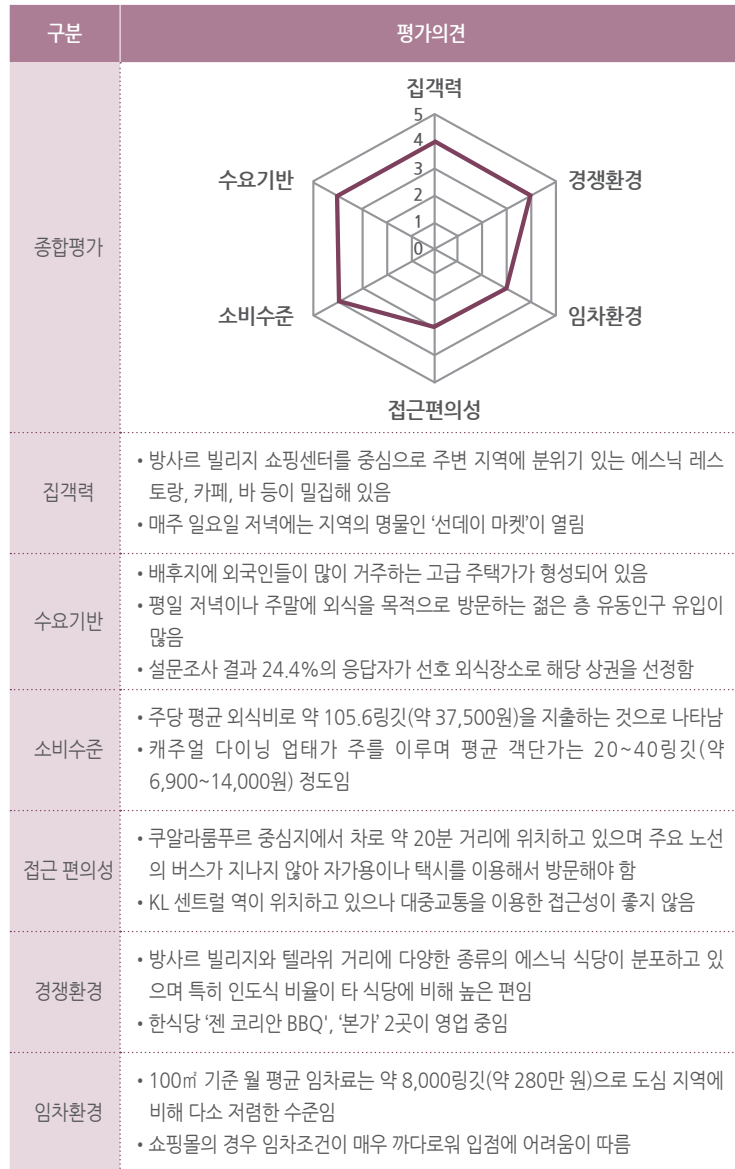 구분
평가의견
종합평가
집객력
경쟁환경
임차환경
접근편의성
소비수준
수요기반
5
4
3
2
1
0
집객력
• 방사르 빌리지 쇼핑센터를 중심으로 주변 지역에 분위기 있는 에스닉 레스
토랑, 카페, 바 등이 밀집해 있음
• 매주 일요일 저녁에는 지역의 명물인 ‘선데이 마켓’이 열림
수요기반
• 배후지에 외국인들이 많이 거주하는 고급 주택가가 형성되어 있음
• 평일 저녁이나 주말에 외식을 목적으로 방문하는 젊은 층 유동인구 유입이
많음
• 설문조사 결과 24.4%의 응답자가 선호 외식장소로 해당 상권을 선정함
소비수준
• 주당 평균 외식비로 약 105.6링깃(약 37,500원)을 지출하는 것으로 나타남
• 캐주얼 다이닝 업태가 주를 이루며 평균 객단가는 20~40링깃(약
6,900~14,000원) 정도임
접근 편의성
• 쿠알라룸푸르 중심지에서 차로 약 20분 거리에 위치하고 있으며 주요 노선
의 버스가 지나지 않아 자가용이나 택시를 이용해서 방문해야 함
• KL 센트럴 역이 위치하고 있으나 대중교통을 이용한 접근성이 좋지 않음
경쟁환경
• 방사르 빌리지와 텔라위 거리에 다양한 종류의 에스닉 식당이 분포하고 있
으며 특히 인도식 비율이 타 식당에 비해 높은 편임
• 한식당 ‘젠 코리안 BBQ', ‘본가’ 2곳이 영업 중임
임차환경
• 100㎡ 기준 월 평균 임차료는 약 8,000링깃(약 280만 원)으로 도심 지역에
비해 다소 저렴한 수준임
• 쇼핑몰의 경우 임차조건이 매우 까다로워 입점에 어려움이 따름